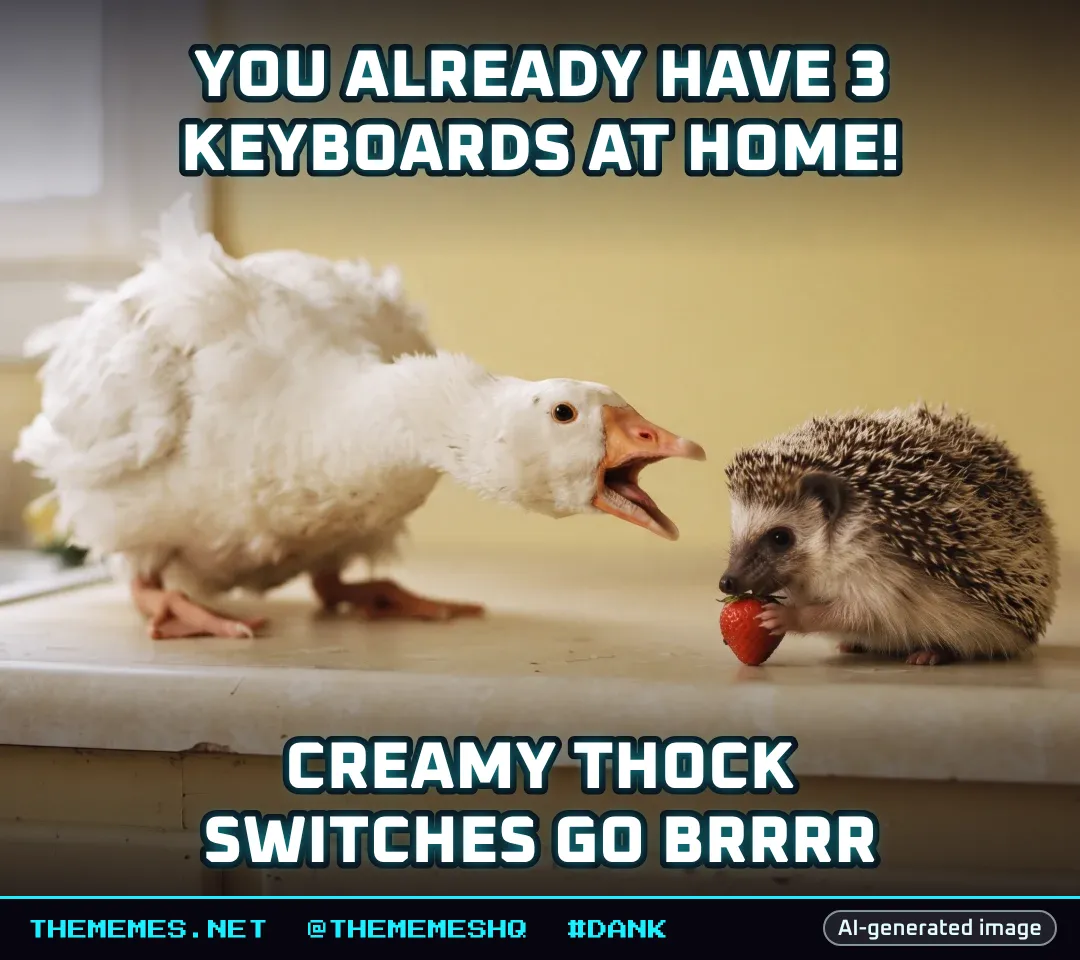 YOU ALREADY HAVE 3
KEYBOARDS AT HOME!
CREAMY THOCK
SWITCHES GO BRRRR
THEMEMES.NET @THEMEMESHQ #DANK AI-generated image